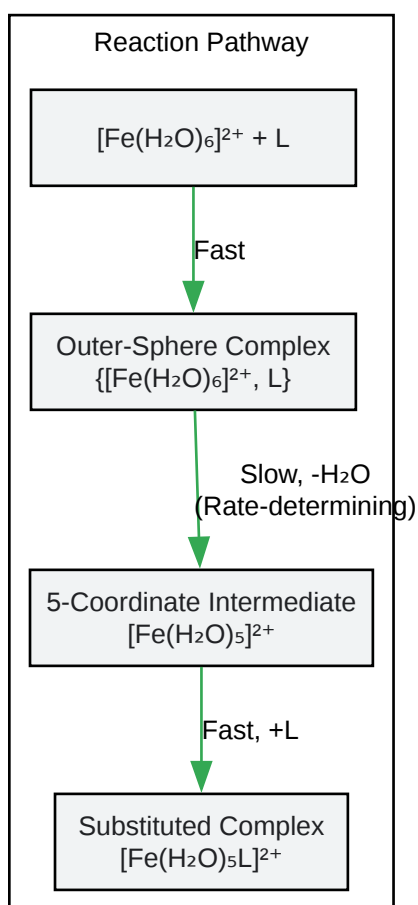 Reaction Pathway
[Fe(H₂O)₆]²⁺ + L
Fast
Outer-Sphere Complex
{[Fe(H₂O)₆]²⁺, L}
Slow, -H₂O
(Rate-determining)
5-Coordinate Intermediate
[Fe(H₂O)₅]²⁺
Fast, +L
Substituted Complex
[Fe(H₂O)₅L]²⁺